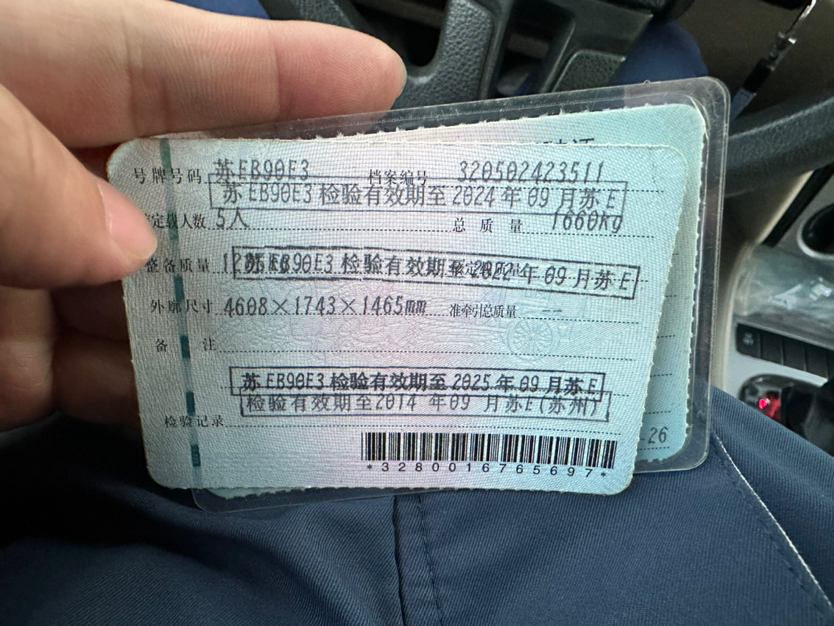 号牌号码 苏EB90E3 档案编号 320502423511
苏EB90E3检验有效期至2024年09月苏E
定载人数 5人 总质量 1660kg
整备质量
苏EB90E3检验有效期至2022年09月苏E
外廓尺寸 4608×1743×1465mm 准牵引总质量 --
备注
苏EB90E3检验有效期至2025年09月苏E
检验有效期至2014年09月苏E(苏州)
检验记录
*3280016765697*
26